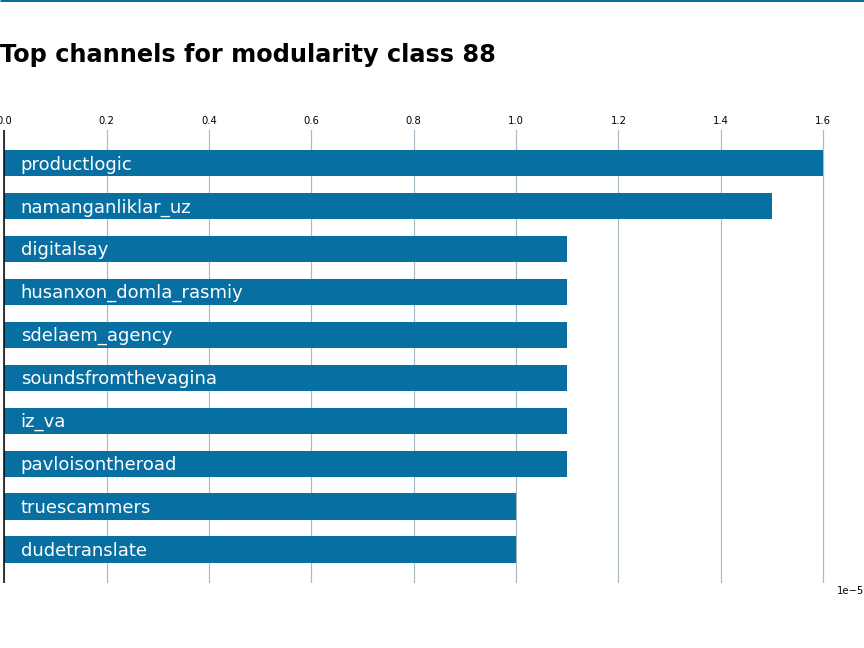 Top channels for modularity class 88
0.0 0.2 0.4 0.6 0.8 1.0 1.2 1.4 1.6
productlogic
namanganliklar_uz
digitalsay
husanxon_domla_rasmiy
sdelaem_agency
soundsfromthevagina
iz_va
pavloisontheroad
truescammers
dudetranslate
1e−5